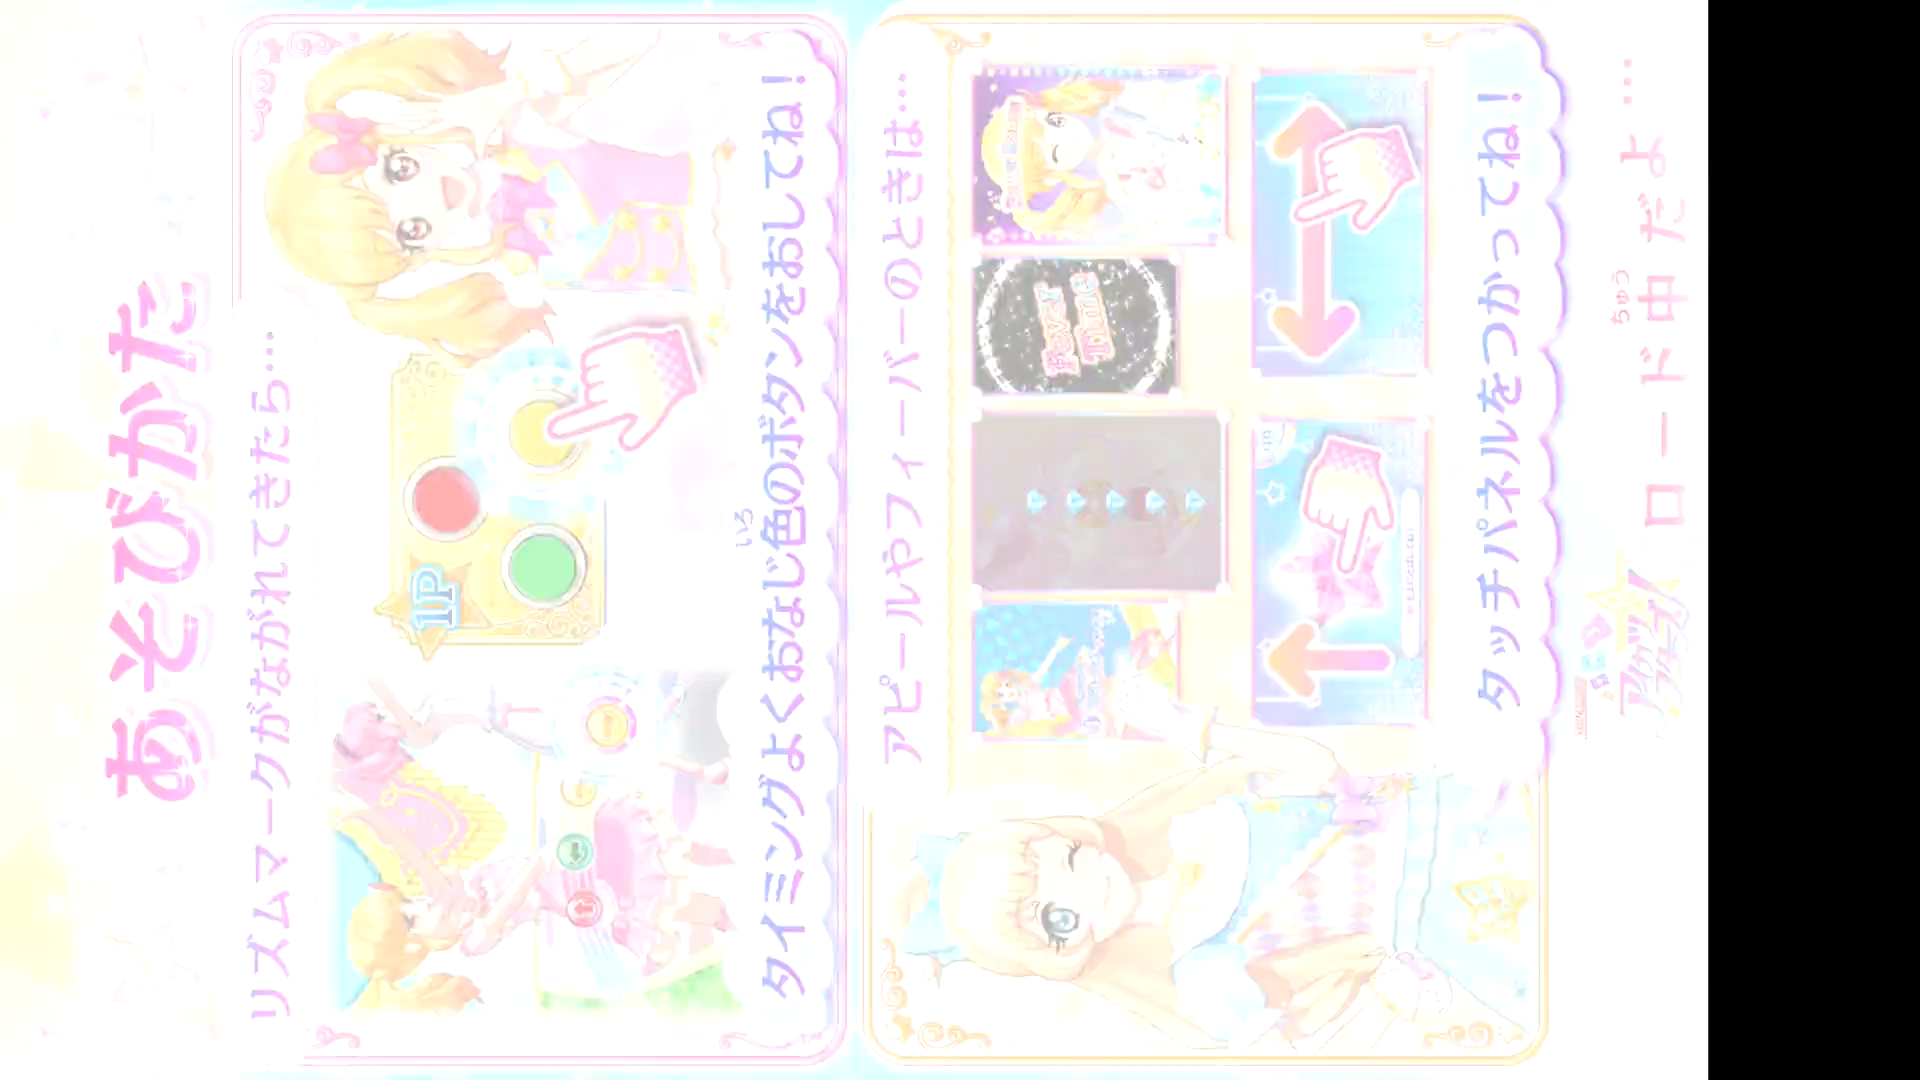 あそびかた
リズムマークがながれてきたら…
1P
いろ
タイミングよくおなじ色のボタンをおしてね！
アピールやフィーバーのときは…
Fever
Time
タッチパネルをつかってね！
ちゅう
ロード中だよ…